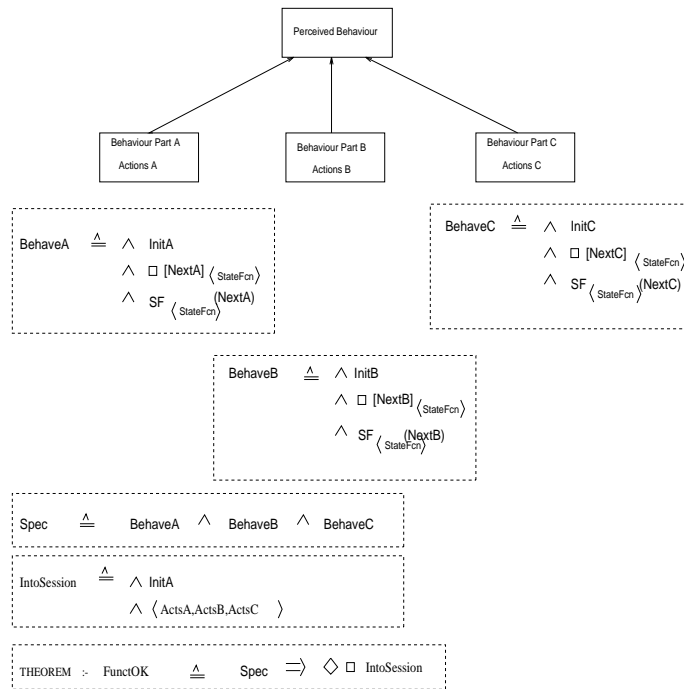 Perceived Behaviour
Behaviour Part A
Actions A
Behaviour Part B
Actions B
Behaviour Part C
Actions C
BehaveA ≙ ∧ InitA
∧ □ [NextA] ⟨StateFcn⟩
∧ SF ⟨StateFcn⟩ (NextA)
BehaveC ≙ ∧ InitC
∧ □ [NextC] ⟨StateFcn⟩
∧ SF ⟨StateFcn⟩ (NextC)
BehaveB ≙ ∧ InitB
∧ □ [NextB] ⟨StateFcn⟩
∧ SF ⟨StateFcn⟩ (NextB)
Spec ≙ BehaveA ∧ BehaveB ∧ BehaveC
IntoSession ≙ ∧ InitA
∧ ⟨ ActsA,ActsB,ActsC ⟩
THEOREM :- FunctOK ≙ Spec ⇒ ◇ □ IntoSession